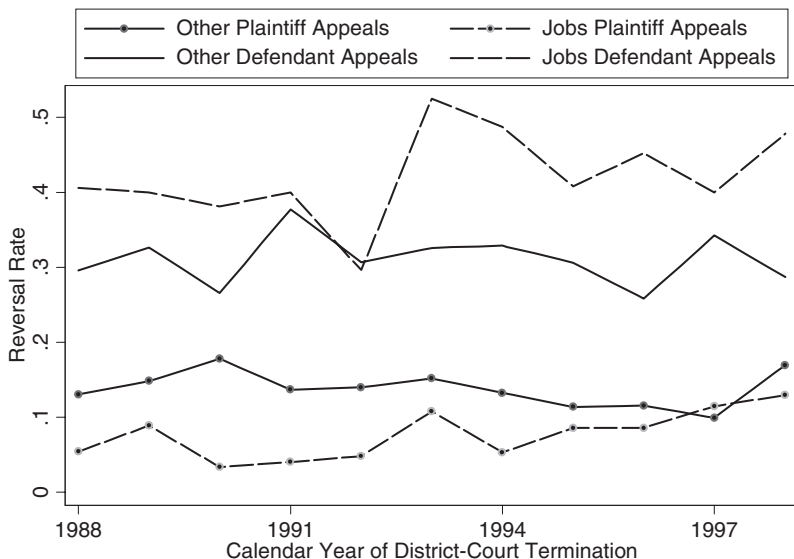 Other Plaintiff Appeals Jobs Plaintiff Appeals
Other Defendant Appeals Jobs Defendant Appeals
Reversal Rate
.5
.4
.3
.2
.1
0
1988 1991 1994 1997
Calendar Year of District-Court Termination